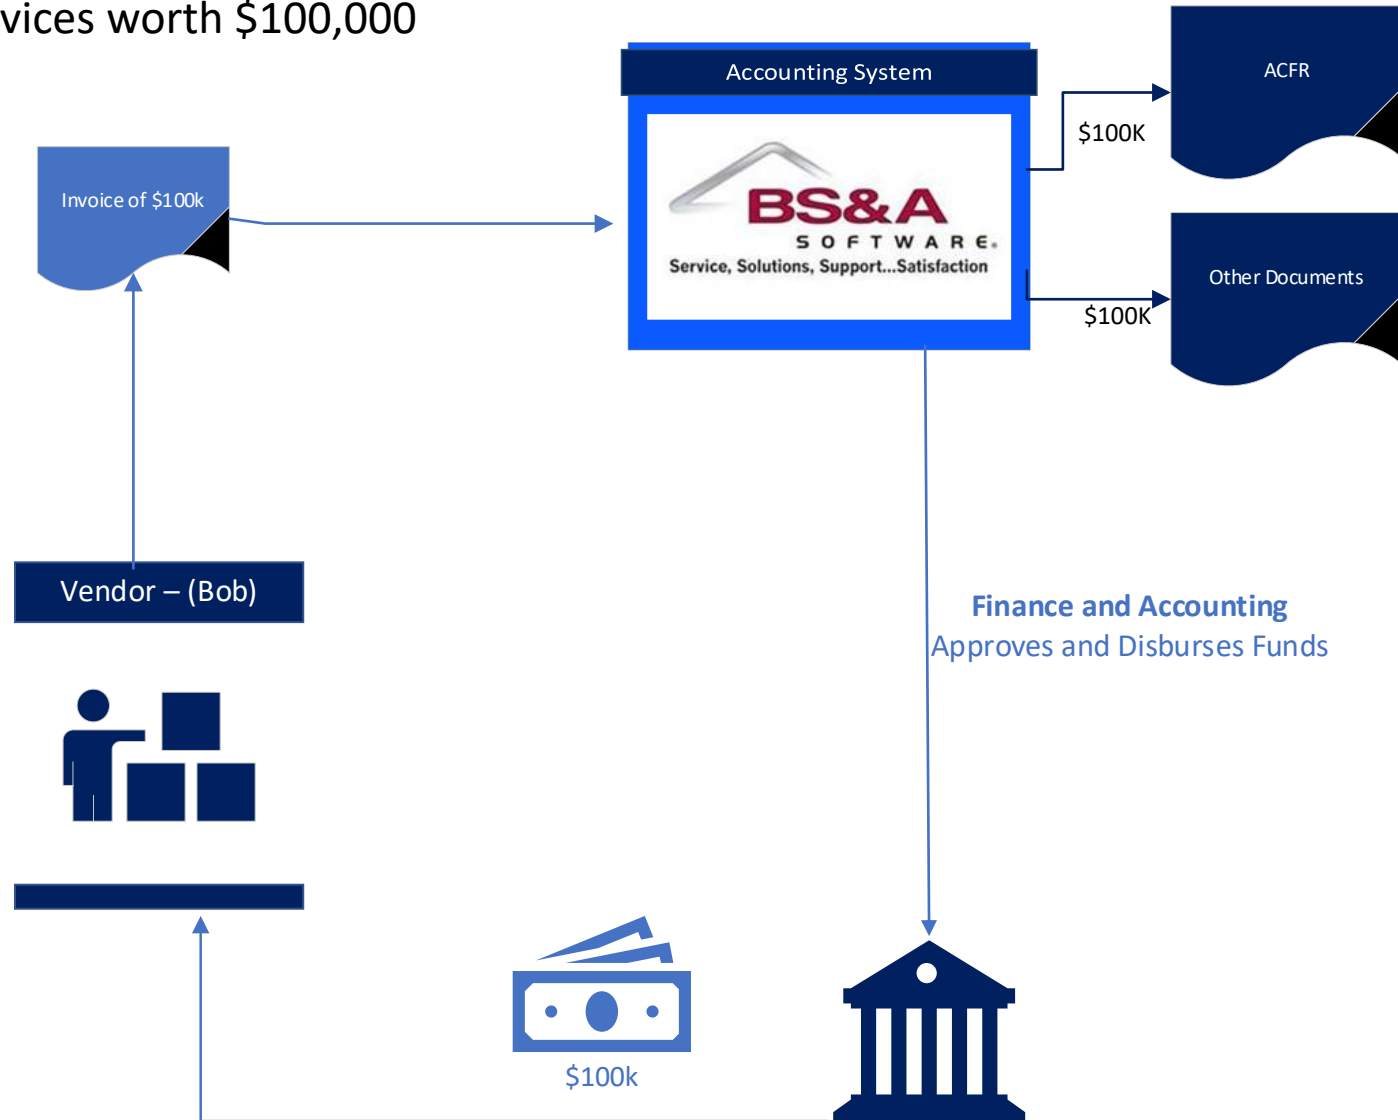 vices worth $100,000
Accounting System
ACFR
$100K
Invoice of $100k
BS&A
SOFTWARE.
Service, Solutions, Support...Satisfaction
Other Documents
$100K
Vendor – (Bob)
Finance and Accounting
Approves and Disburses Funds
$100k